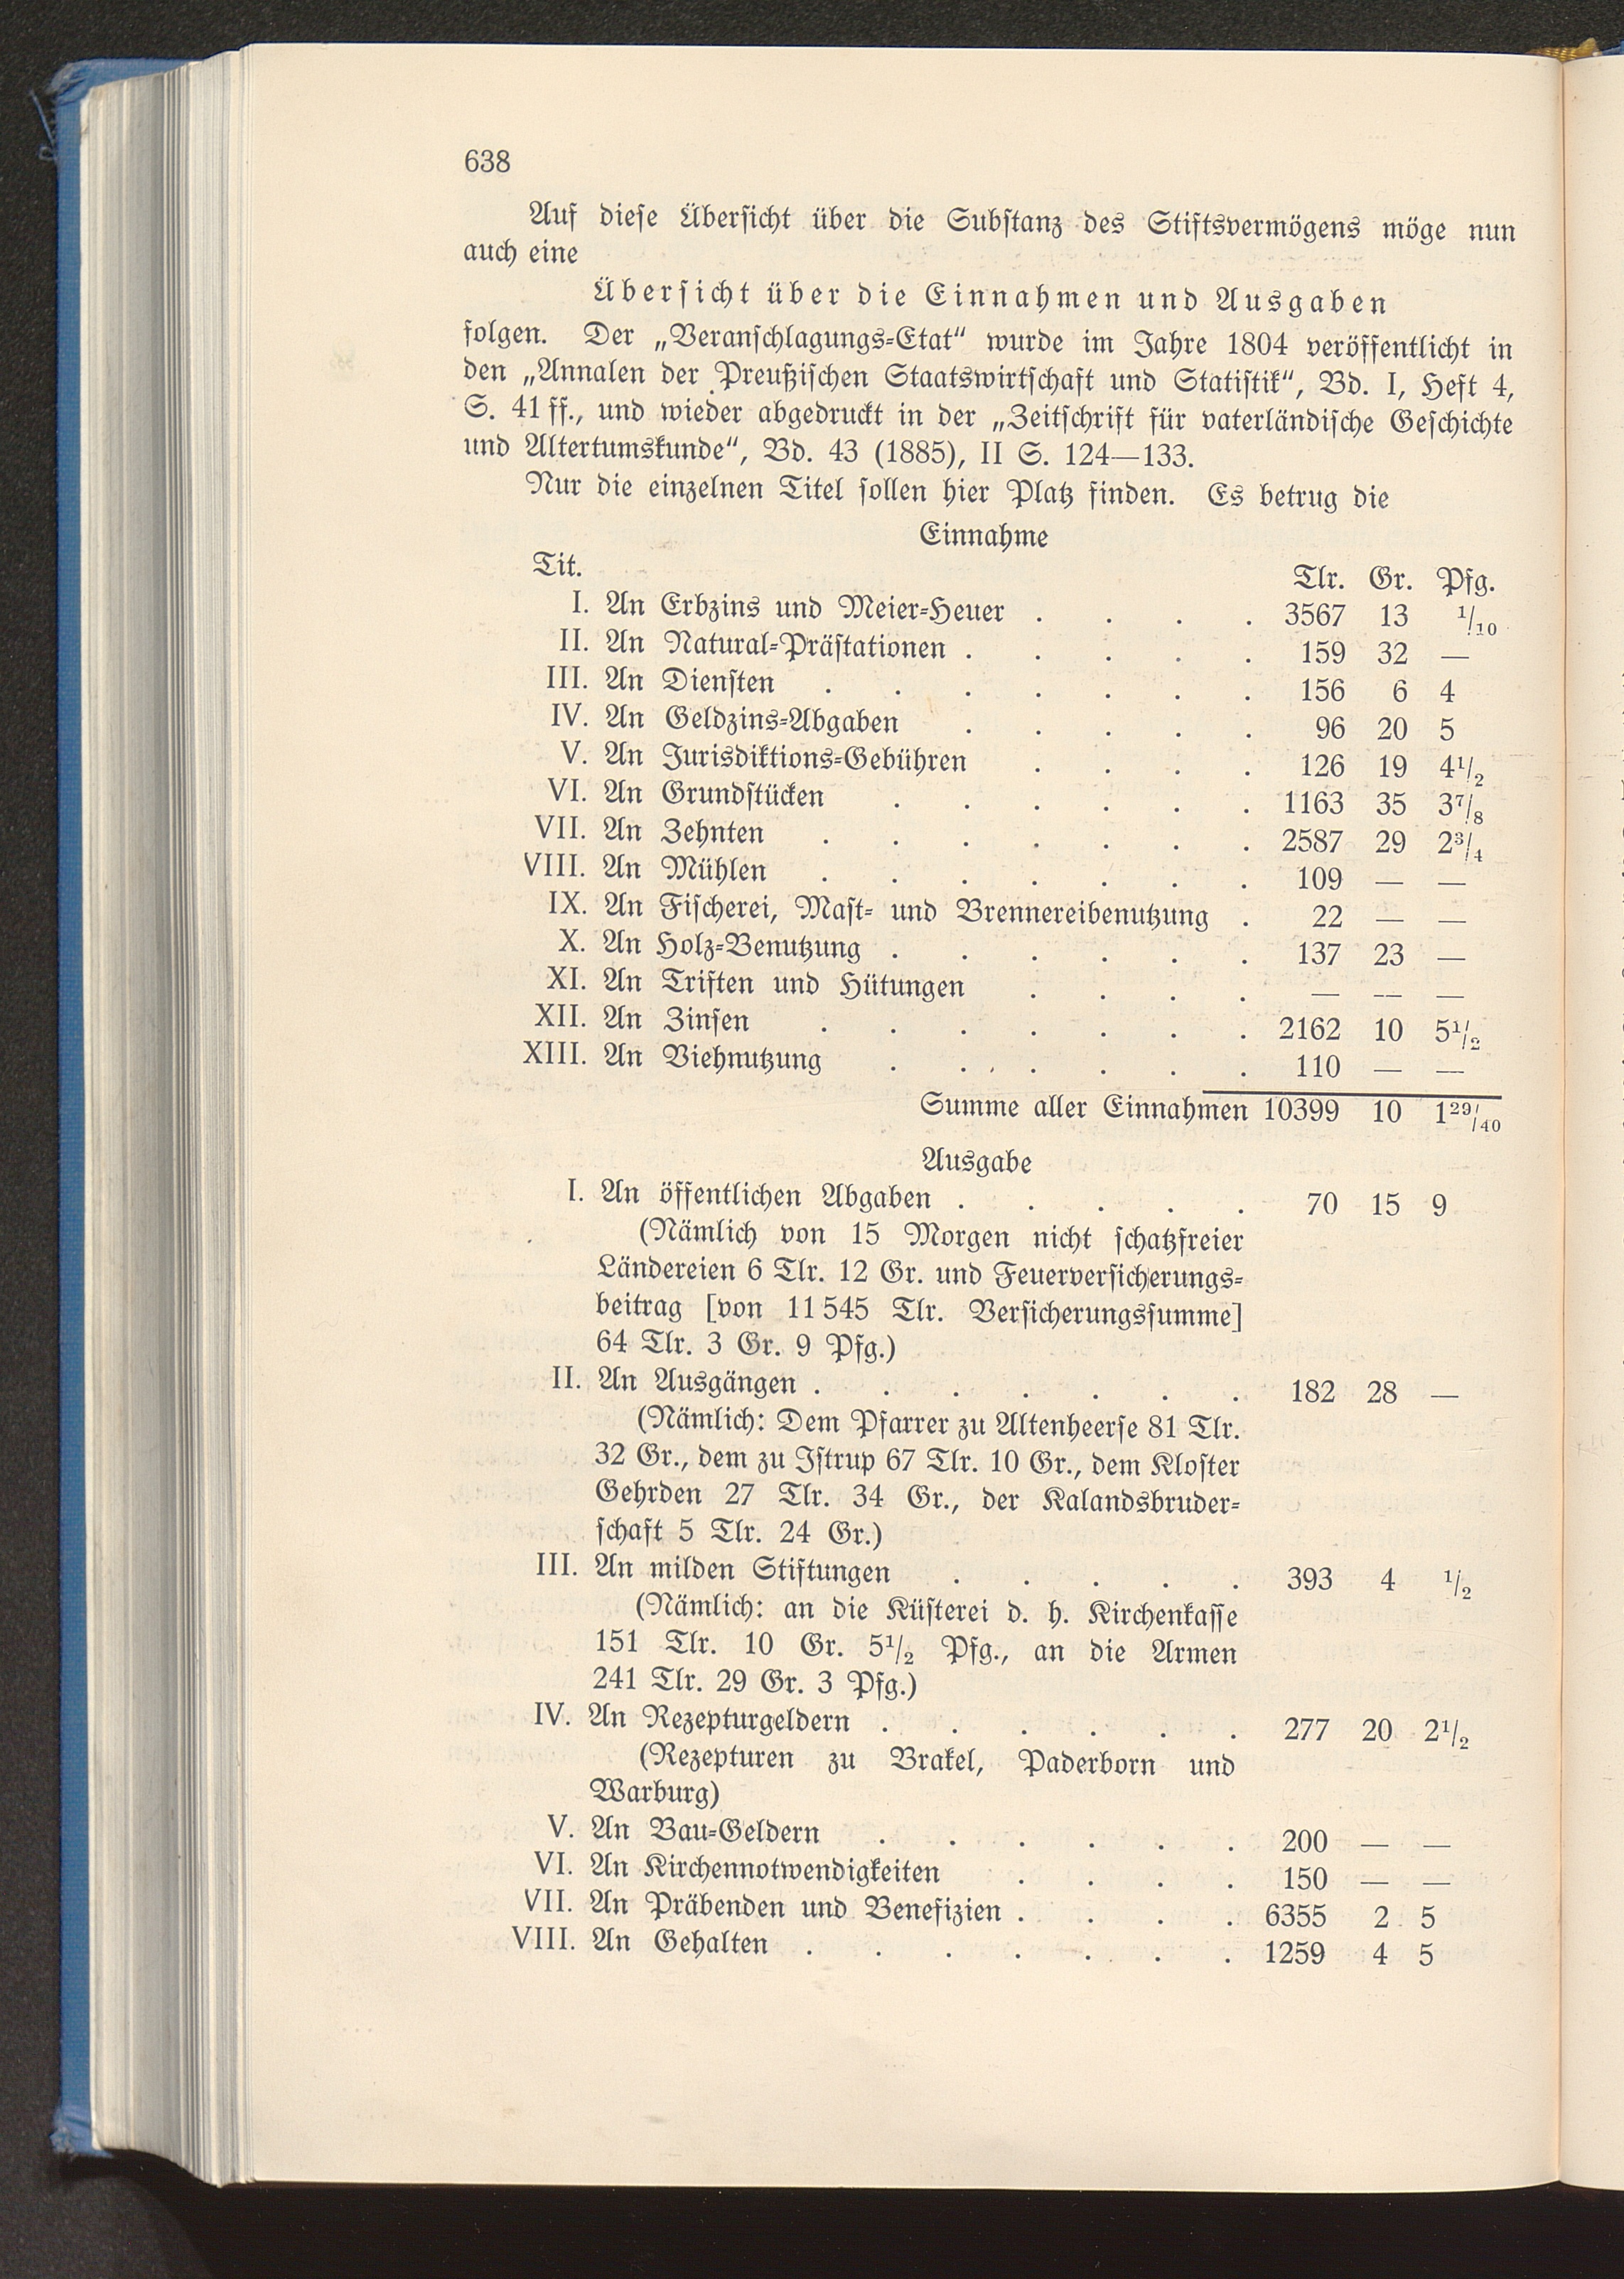 638
Auf diese Übersicht über die Substanz des Stiftsvermögens möge nun
auch eine
Übersicht über die Einnahmen und Ausgaben
folgen. Der „Veranschlagungs-Etat“ wurde im Jahre 1804 veröffentlicht in
den „Annalen der Preußischen Staatswirtschaft und Statistik“, Bd. I, Heft 4,
S. 41 ff., und wieder abgedruckt in der „Zeitschrift für vaterländische Geschichte
und Altertumskunde“, Bd. 43 (1885), II S. 124—133.
Nur die einzelnen Titel sollen hier Platz finden. Es betrug die
Einnahme
Tit. Tlr. Gr. Pfg.
I. An Erbzins und Meier-Heuer . . . . 3567 13 1/10
II. An Natural-Prästationen . . . . . 159 32 —
III. An Diensten . . . . . . . 156 6 4
IV. An Geldzins-Abgaben . . . . . 96 20 5
V. An Jurisdiktions-Gebühren . . . . 126 19 4 1/2
VI. An Grundstücken . . . . . . 1163 35 3 7/8
VII. An Zehnten . . . . . . . 2587 29 2 3/4
VIII. An Mühlen . . . . . . . 109 — —
IX. An Fischerei, Mast- und Brennereibenutzung . 22 — —
X. An Holz-Benutzung . . . . . . 137 23 —
XI. An Triften und Hütungen . . . . — — —
XII. An Zinsen . . . . . . . 2162 10 5 1/2
XIII. An Viehnutzung . . . . . . 110 — —
Summe aller Einnahmen 10399 10 1 29/40
Ausgabe
I. An öffentlichen Abgaben . . . . . 70 15 9
(Nämlich von 15 Morgen nicht schatzfreier
Ländereien 6 Tlr. 12 Gr. und Feuerversicherungs-
beitrag [von 11 545 Tlr. Versicherungssumme]
64 Tlr. 3 Gr. 9 Pfg.)
II. An Ausgängen . . . . . . . 182 28 —
(Nämlich: Dem Pfarrer zu Altenheerse 81 Tlr.
32 Gr., dem zu Istrup 67 Tlr. 10 Gr., dem Kloster
Gehrden 27 Tlr. 34 Gr., der Kalandsbruder-
schaft 5 Tlr. 24 Gr.)
III. An milden Stiftungen . . . . . 393 4 1/2
(Nämlich: an die Küsterei d. h. Kirchenkasse
151 Tlr. 10 Gr. 5 1/2 Pfg., an die Armen
241 Tlr. 29 Gr. 3 Pfg.)
IV. An Rezepturgeldern . . . . . . 277 20 2 1/2
(Rezepturen zu Brakel, Paderborn und
Warburg)
V. An Bau-Geldern . . . . . . 200 — —
VI. An Kirchennotwendigkeiten . . . . 150 — —
VII. An Präbenden und Benefizien . . . . 6355 2 5
VIII. An Gehalten . . . . . . . 1259 4 5